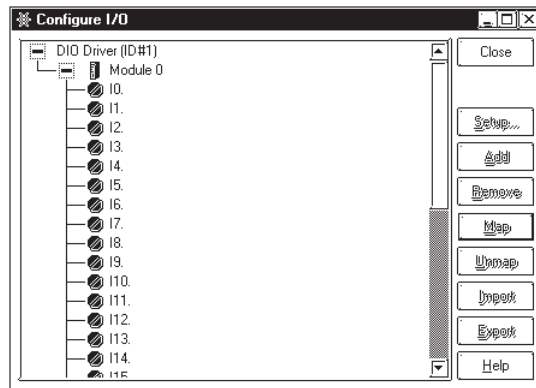 Configure I/O
DIO Driver (ID#1)
Module 0
I0.
I1.
I2.
I3.
I4.
I5.
I6.
I7.
I8.
I9.
I10.
I11.
I12.
I13.
I14.
I15.
Close
Setup...
Add
Remove
Map
Unmap
Import
Export
Help